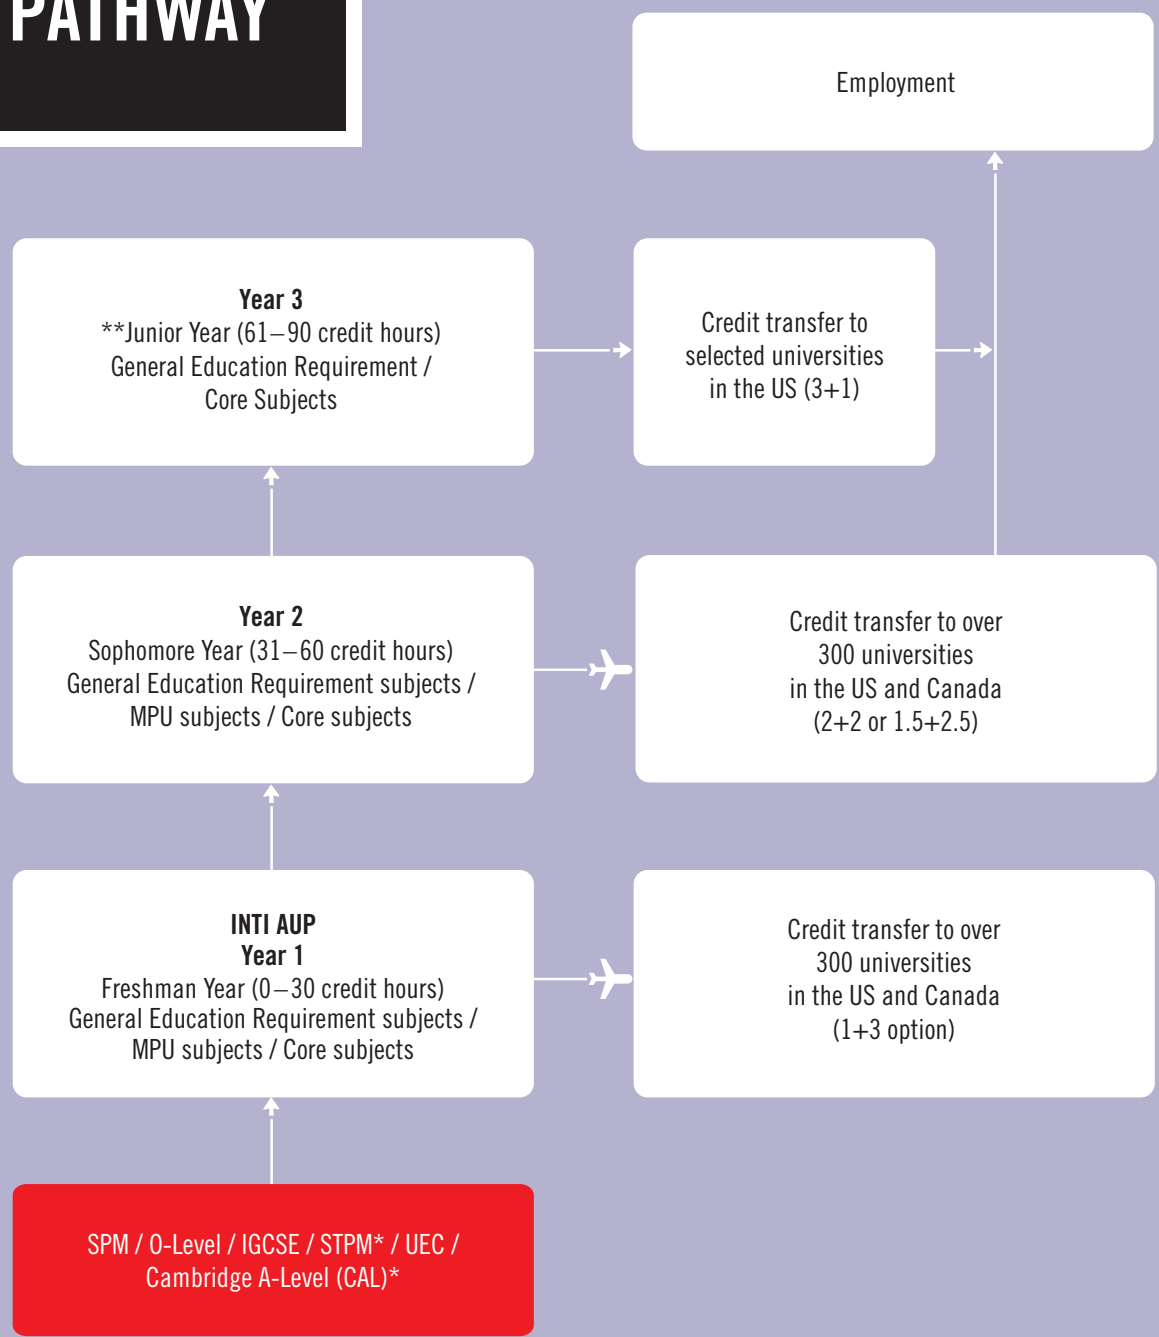 PATHWAY
Employment
Year 3
**Junior Year (61–90 credit hours)
General Education Requirement /
Core Subjects
Credit transfer to
selected universities
in the US (3+1)
Year 2
Sophomore Year (31–60 credit hours)
General Education Requirement subjects /
MPU subjects / Core subjects
Credit transfer to over
300 universities
in the US and Canada
(2+2 or 1.5+2.5)
INTI AUP
Year 1
Freshman Year (0–30 credit hours)
General Education Requirement subjects /
MPU subjects / Core subjects
Credit transfer to over
300 universities
in the US and Canada
(1+3 option)
SPM / O-Level / IGCSE / STPM* / UEC /
Cambridge A-Level (CAL)*